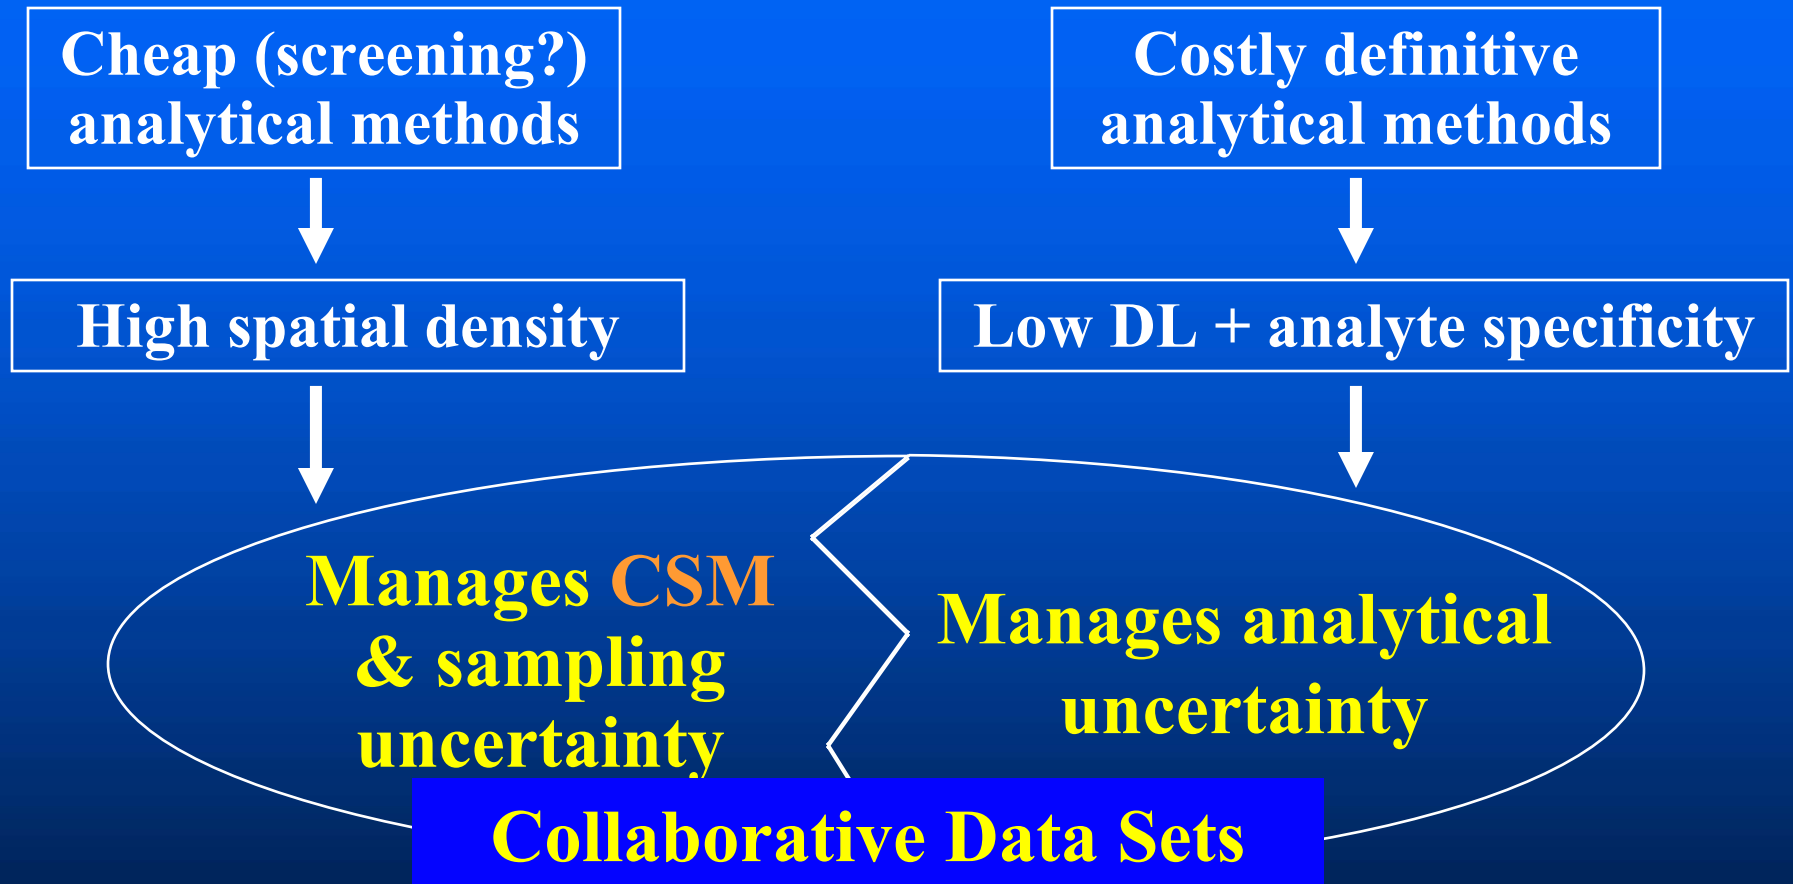 Cheap (screening?)
analytical methods
Costly definitive
analytical methods
High spatial density
Low DL + analyte specificity
Manages CSM
& sampling
uncertainty
Manages analytical
uncertainty
Collaborative Data Sets